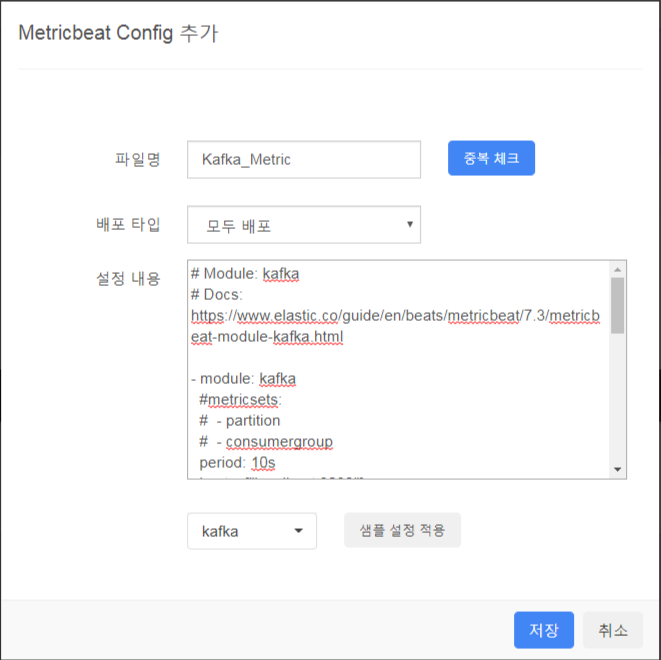 Metricbeat Config 추가
파일명 Kafka_Metric 중복 체크
배포 타입 모두 배포
설정 내용
# Module: kafka
# Docs:
https://www.elastic.co/guide/en/beats/metricbeat/7.3/metricb
eat-module-kafka.html
- module: kafka
#metricsets:
# - partition
# - consumergroup
period: 10s
kafka 샘플 설정 적용
저장 취소